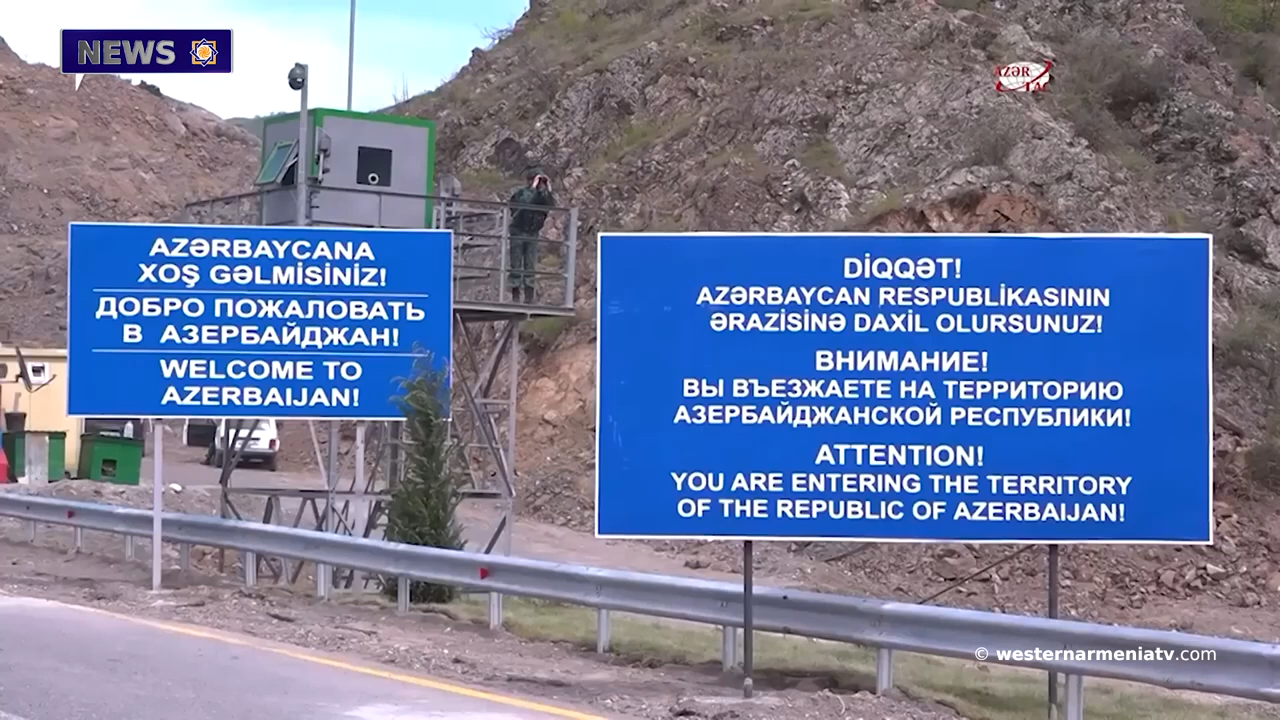 NEWS
AZƏR
TAC
AZƏRBAYCANA
XOŞ GƏLMİSİNİZ!
ДОБРО ПОЖАЛОВАТЬ
В АЗЕРБАЙДЖАН!
WELCOME TO
AZERBAIJAN!
DİQQƏT!
AZƏRBAYCAN RESPUBLİKASININ
ƏRAZİSİNƏ DAXİL OLURSUNUZ!
ВНИМАНИЕ!
ВЫ ВЪЕЗЖАЕТЕ НА ТЕРРИТОРИЮ
АЗЕРБАЙДЖАНСКОЙ РЕСПУБЛИКИ!
ATTENTION!
YOU ARE ENTERING THE TERRITORY
OF THE REPUBLIC OF AZERBAIJAN!
© westernarmeniatv.com